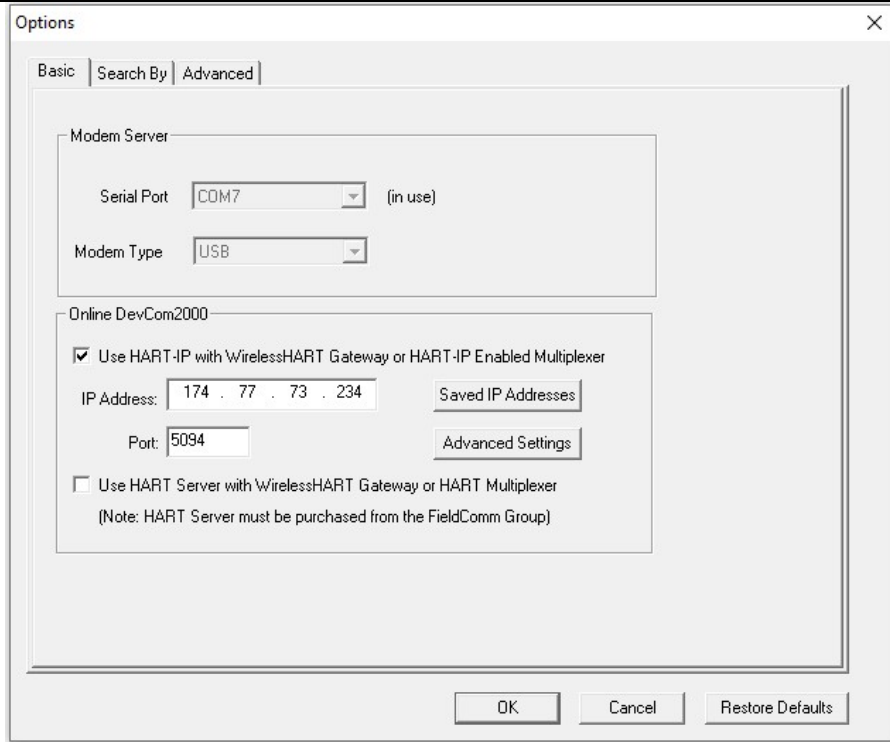 Options
Basic Search By Advanced
Modem Server
Serial Port COM7 (in use)
Modem Type USB
Online DevCom2000
Use HART-IP with WirelessHART Gateway or HART-IP Enabled Multiplexer
IP Address: 174 . 77 . 73 . 234 Saved IP Addresses
Port: 5094 Advanced Settings
Use HART Server with WirelessHART Gateway or HART Multiplexer
(Note: HART Server must be purchased from the FieldComm Group)
OK Cancel Restore Defaults